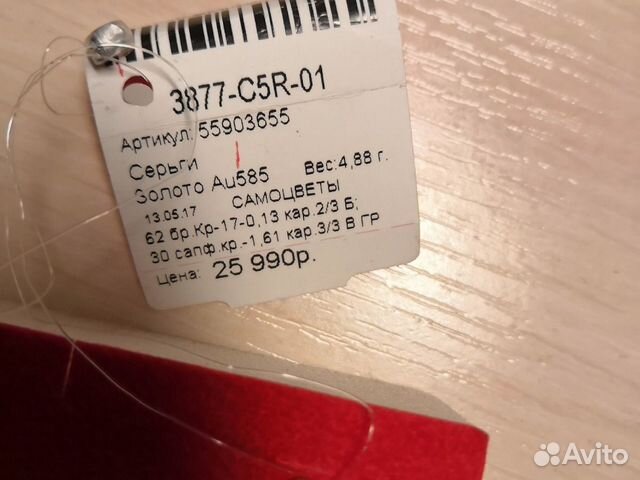 3877-C5R-01
Артикул: 55903655
Серьги
Золото Au585 Вес:4,88 г.
13.05.17 САМОЦВЕТЫ
62 бр.Кр-17-0,13 кар.2/3 Б;
30 сапф.кр.-1,61 кар.3/3 В ГР
Цена: 25 990р.
Avito